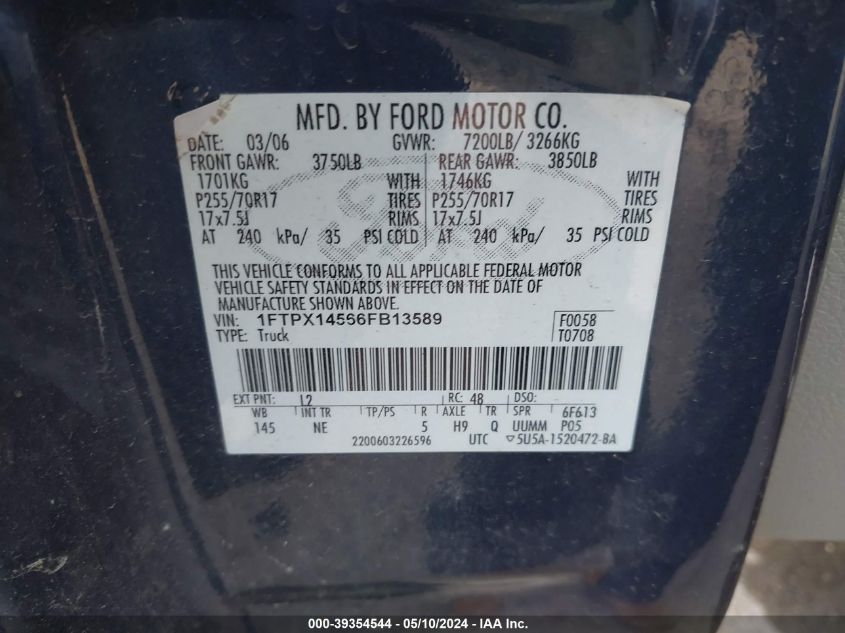 MFD. BY FORD MOTOR CO.
DATE: 03/06 GVWR: 7200LB/ 3266KG
FRONT GAWR: 3750LB REAR GAWR: 3850LB
1701KG WITH 1746KG WITH
P255/70R17 TIRES P255/70R17 TIRES
17x7.5J RIMS 17x7.5J RIMS
AT 240 kPa/ 35 PSI COLD AT 240 kPa/ 35 PSI COLD
Ford
THIS VEHICLE CONFORMS TO ALL APPLICABLE FEDERAL MOTOR
VEHICLE SAFETY STANDARDS IN EFFECT ON THE DATE OF
MANUFACTURE SHOWN ABOVE.
VIN: 1FTPX14566FB13589 F0058
TYPE: Truck T0708
EXT PNT: L2 RC: 48 DSO:
WB INT TR TP/PS R AXLE TR SPR 6F613
145 NE 5 H9 Q UUMM P05
2200603226596 UTC ▽5U5A-1520472-BA
000-39354544 - 05/10/2024 - IAA Inc.